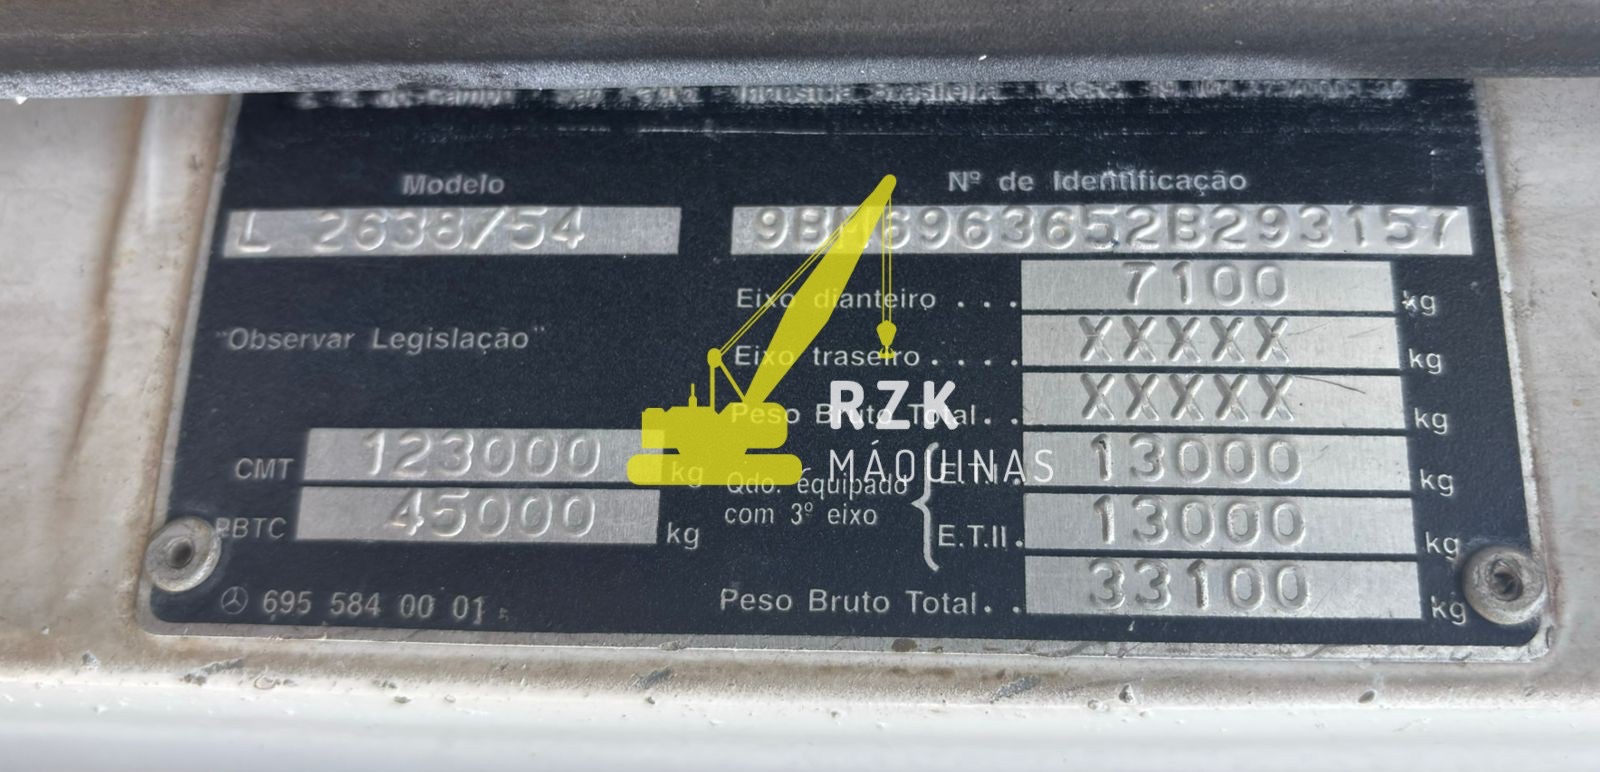 Indústria Brasileira
Modelo Nº de Identificação
L 2638/54 9BM6963652B293157
Eixo dianteiro . . . 7100 kg
"Observar Legislação"
Eixo traseiro . . . . XXXXX kg
RZK
Peso Bruto Total. . XXXXX kg
MÁQUINAS
CMT 123000 kg Qdo. equipado { E.T.I. 13000 kg
com 3º eixo
PBTC 45000 kg E.T.II. 13000 kg
695 584 00 01 Peso Bruto Total. . 33100 kg